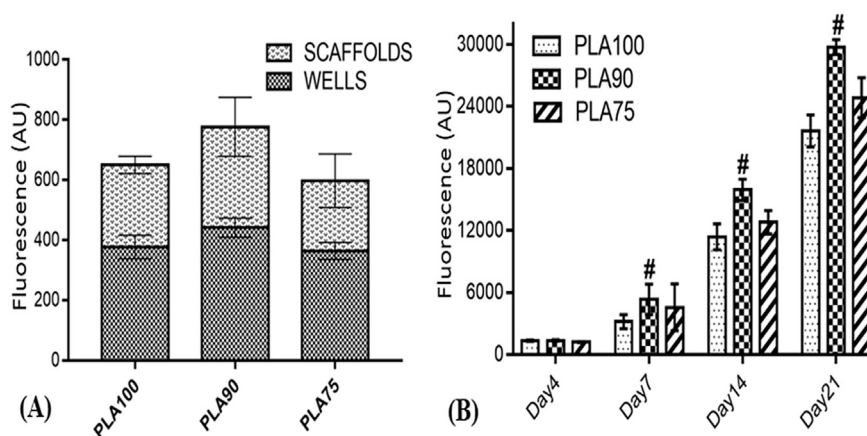 SCAFFOLDS
WELLS
Fluorescence (AU)
1000
800
600
400
200
0
PLA100
PLA90
PLA75
(A)
PLA100
PLA90
PLA75
Fluorescence (AU)
30000
24000
18000
12000
6000
0
#
#
#
Day4
Day7
Day14
Day21
(B)